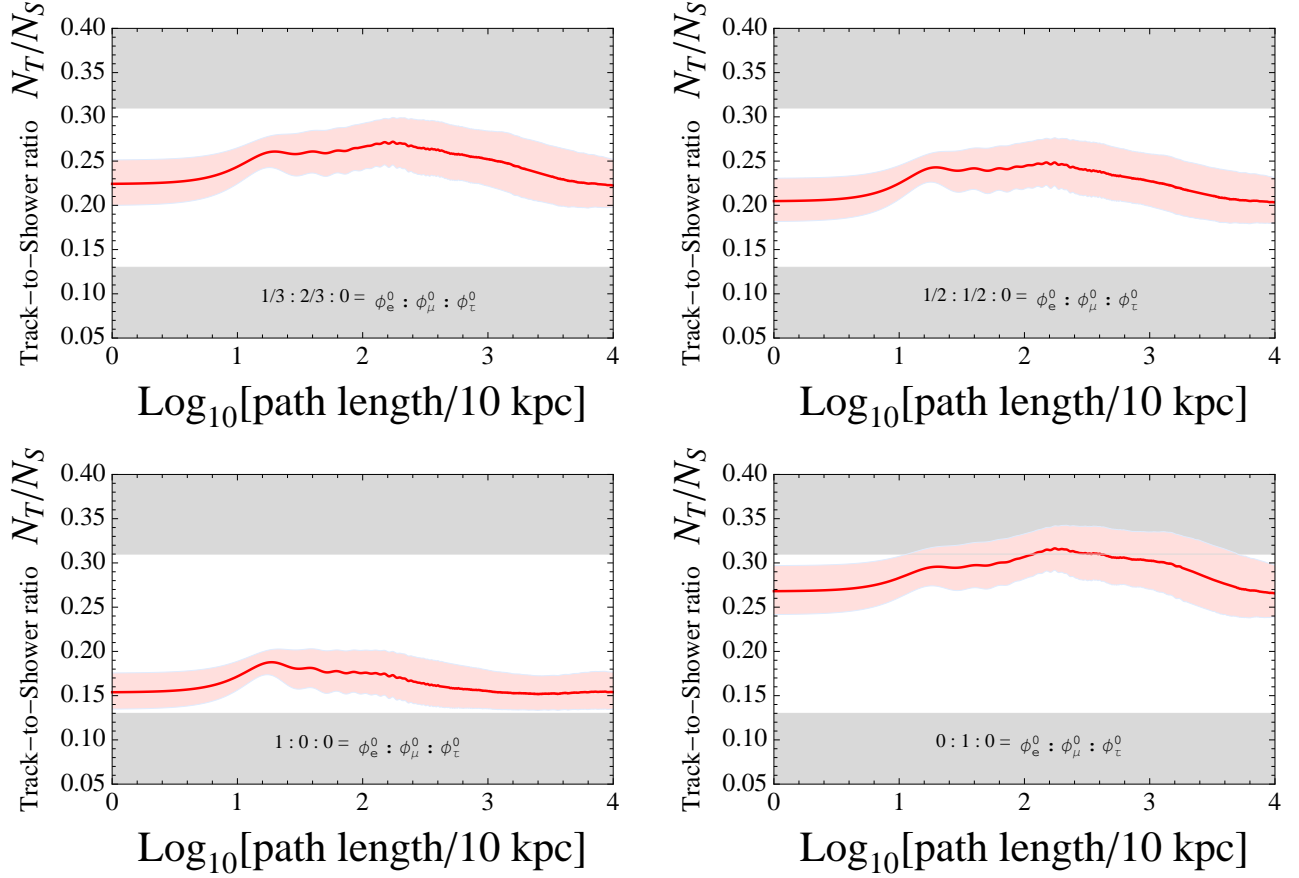 0.40
0.35
0.30
0.25
0.20
0.15
0.10
0.05
Track−to−Shower ratio N_T/N_S
1/3 : 2/3 : 0 = ϕ_e^0 : ϕ_μ^0 : ϕ_τ^0
0 1 2 3 4
Log₁₀[path length/10 kpc]
0.40
0.35
0.30
0.25
0.20
0.15
0.10
0.05
Track−to−Shower ratio N_T/N_S
1/2 : 1/2 : 0 = ϕ_e^0 : ϕ_μ^0 : ϕ_τ^0
0 1 2 3 4
Log₁₀[path length/10 kpc]
0.40
0.35
0.30
0.25
0.20
0.15
0.10
0.05
Track−to−Shower ratio N_T/N_S
1 : 0 : 0 = ϕ_e^0 : ϕ_μ^0 : ϕ_τ^0
0 1 2 3 4
Log₁₀[path length/10 kpc]
0.40
0.35
0.30
0.25
0.20
0.15
0.10
0.05
Track−to−Shower ratio N_T/N_S
0 : 1 : 0 = ϕ_e^0 : ϕ_μ^0 : ϕ_τ^0
0 1 2 3 4
Log₁₀[path length/10 kpc]